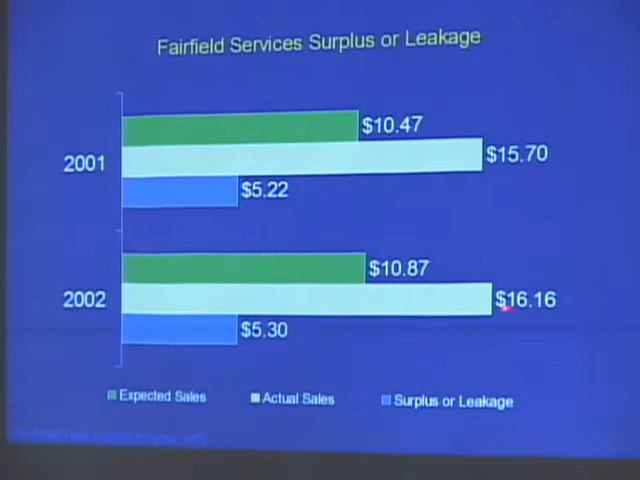 Fairfield Services Surplus or Leakage
$10.47
2001
$15.70
$5.22
$10.87
2002
$16.16
$5.30
Expected Sales
Actual Sales
Surplus or Leakage